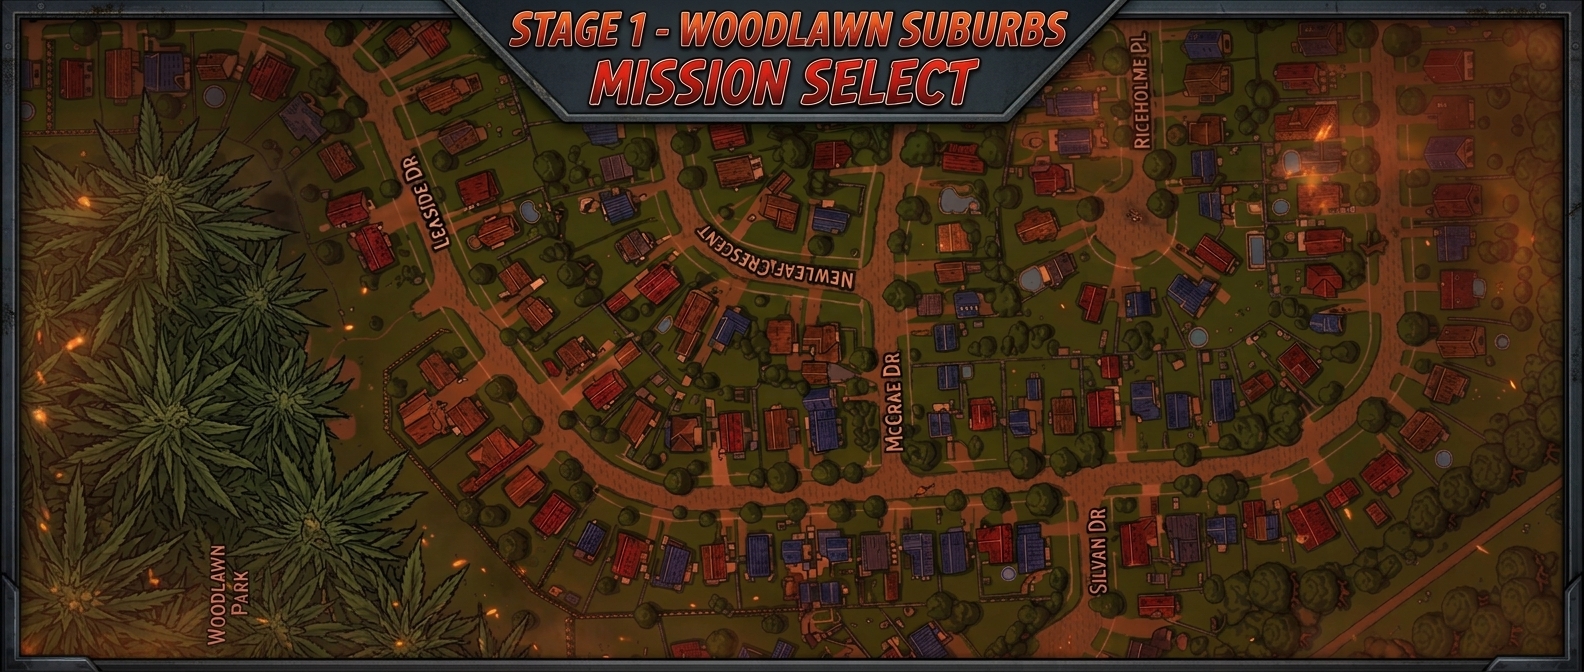 STAGE 1 - WOODLAWN SUBURBS
MISSION SELECT
RICEHOLME PL
LEASIDE DR
NEWLEAF CRESCENT
McCRAE DR
SILVAN DR
WOODLAWN
PARK